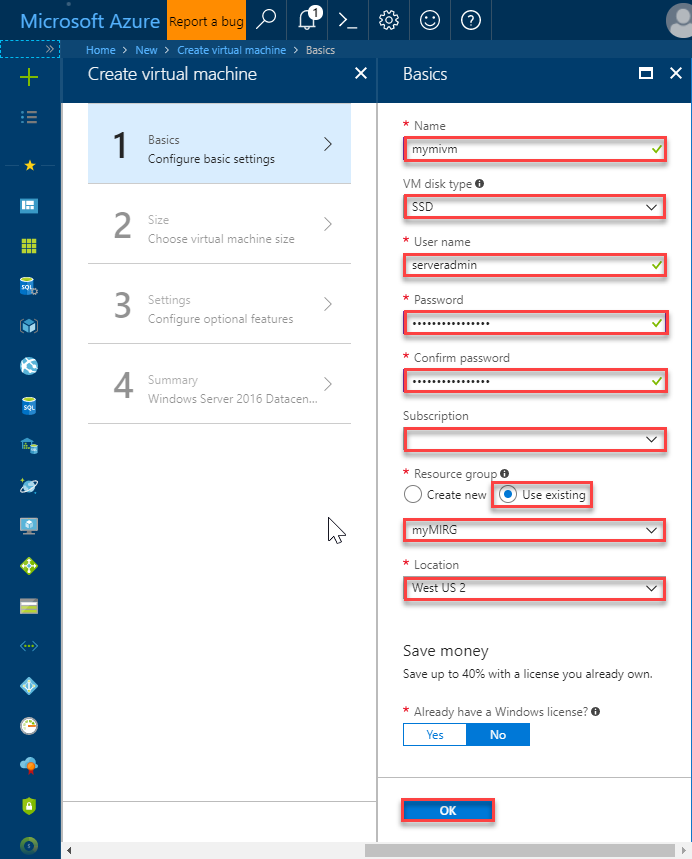 Microsoft Azure Report a bug 1
Home > New > Create virtual machine > Basics
Create virtual machine
1 Basics
Configure basic settings
2 Size
Choose virtual machine size
3 Settings
Configure optional features
4 Summary
Windows Server 2016 Datacen...
Basics
* Name
mymivm
VM disk type
SSD
* User name
serveradmin
* Password
••••••••••••••••
* Confirm password
••••••••••••••••
Subscription
* Resource group
Create new Use existing
myMIRG
* Location
West US 2
Save money
Save up to 40% with a license you already own.
* Already have a Windows license?
Yes No
OK